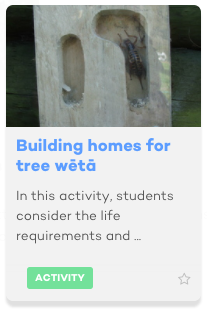 Building homes for
tree wētā
In this activity, students
consider the life
requirements and ...
ACTIVITY